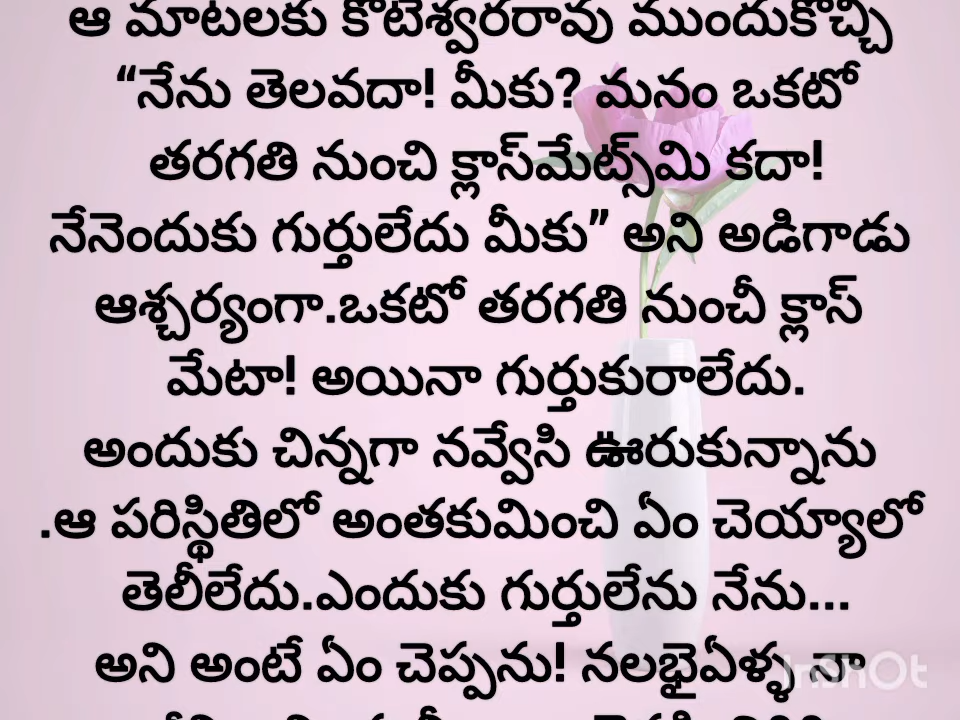 ఆ మాటలకు కోటేశ్వరరావు ముందుకొచ్చి
“నేను తెలవదా! మీకు? మనం ఒకటో
తరగతి నుంచి క్లాస్‌మేట్స్‌మి కదా!
నేనెందుకు గుర్తులేదు మీకు” అని అడిగాడు
ఆశ్చర్యంగా.ఒకటో తరగతి నుంచీ క్లాస్
మేటా! అయినా గుర్తుకురాలేదు.
అందుకు చిన్నగా నవ్వేసి ఊరుకున్నాను
.ఆ పరిస్థితిలో అంతకుమించి ఏం చెయ్యాలో
తెలీలేదు.ఎందుకు గుర్తులేను నేను...
అని అంటే ఏం చెప్పను! నలభైఏళ్ళ నా
InShOt